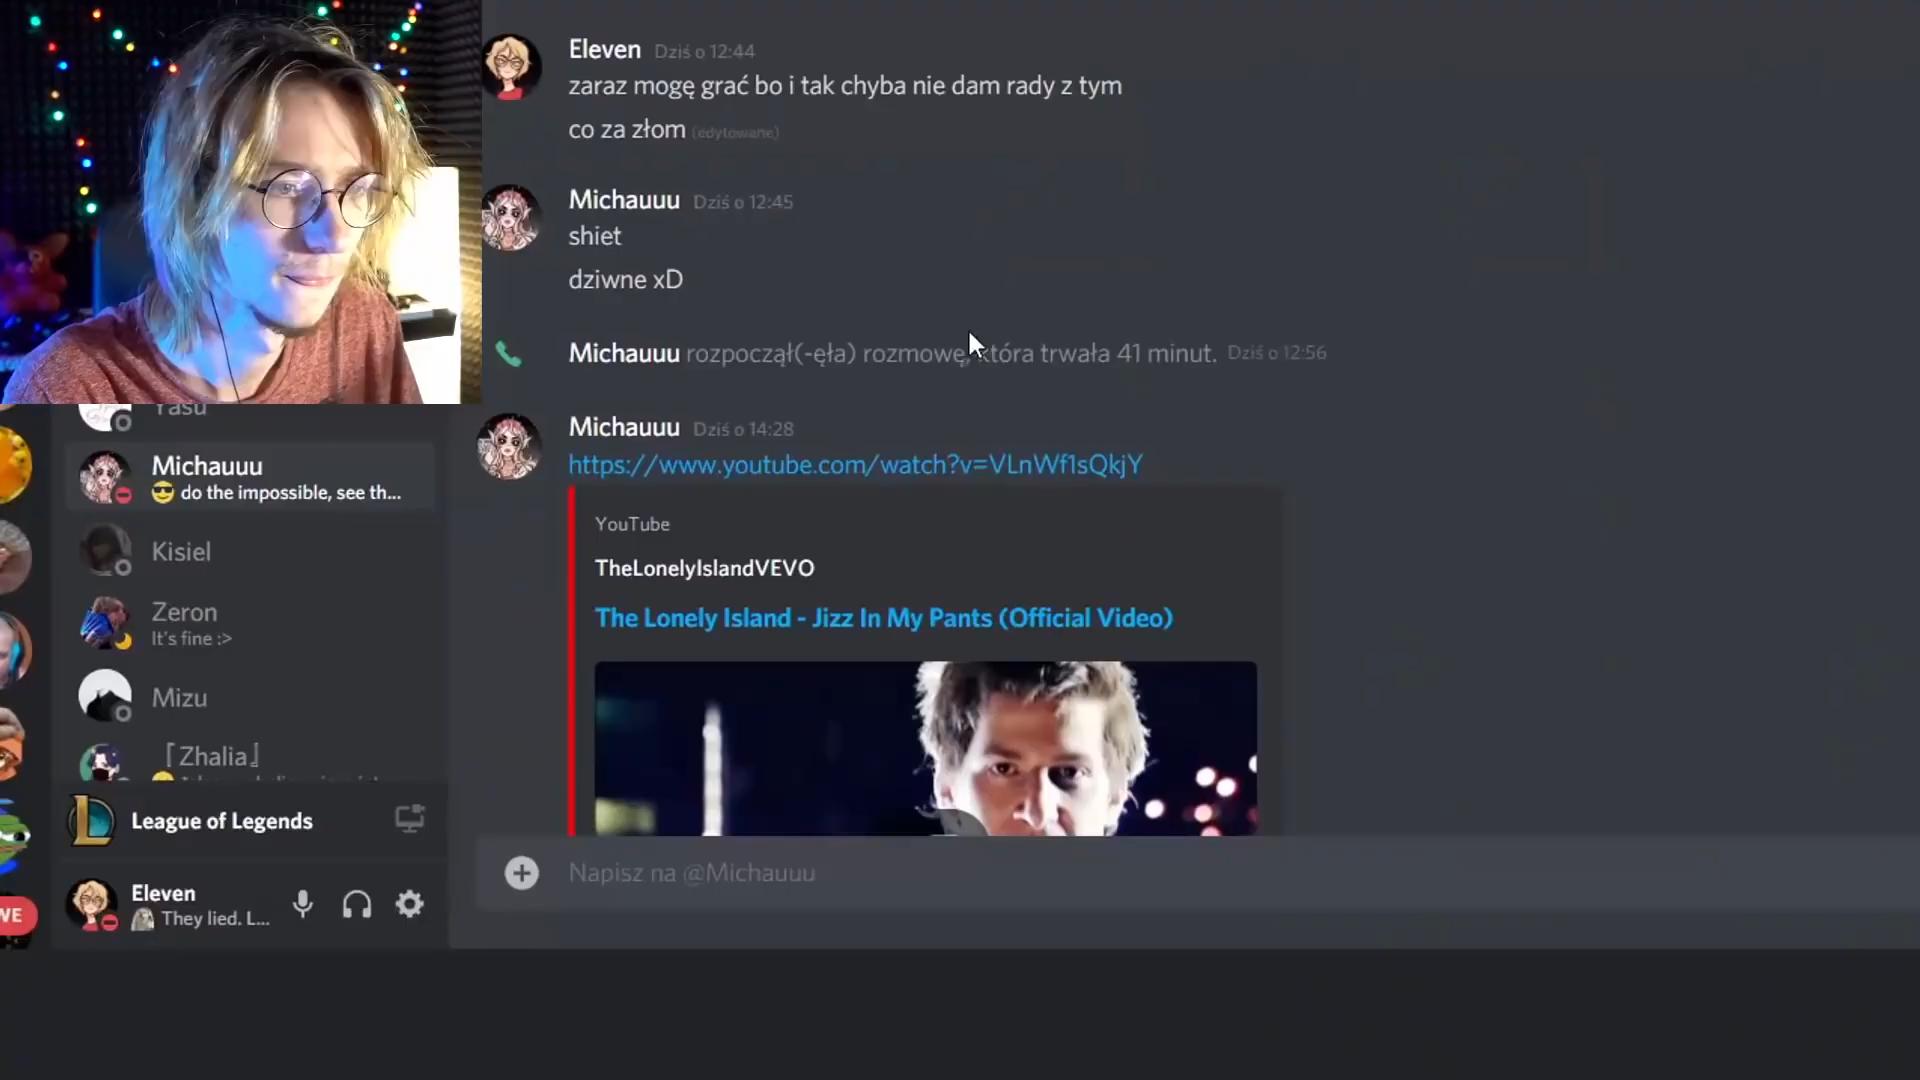 Eleven Dziś o 12:44
zaraz mogę grać bo i tak chyba nie dam rady z tym
co za złom (edytowane)
Michauuu Dziś o 12:45
shiet
dziwne xD
Michauuu rozpoczął(-ęła) rozmowę, która trwała 41 minut. Dziś o 12:56
Michauuu Dziś o 14:28
https://www.youtube.com/watch?v=VLnWf1sQkjY
YouTube
TheLonelyIslandVEVO
The Lonely Island - Jizz In My Pants (Official Video)
Napisz na @Michauuu
Yasu
Michauuu
😎 do the impossible, see th...
Kisiel
Zeron
It's fine :>
Mizu
『Zhalia』
League of Legends
Eleven
They lied. L...
WE